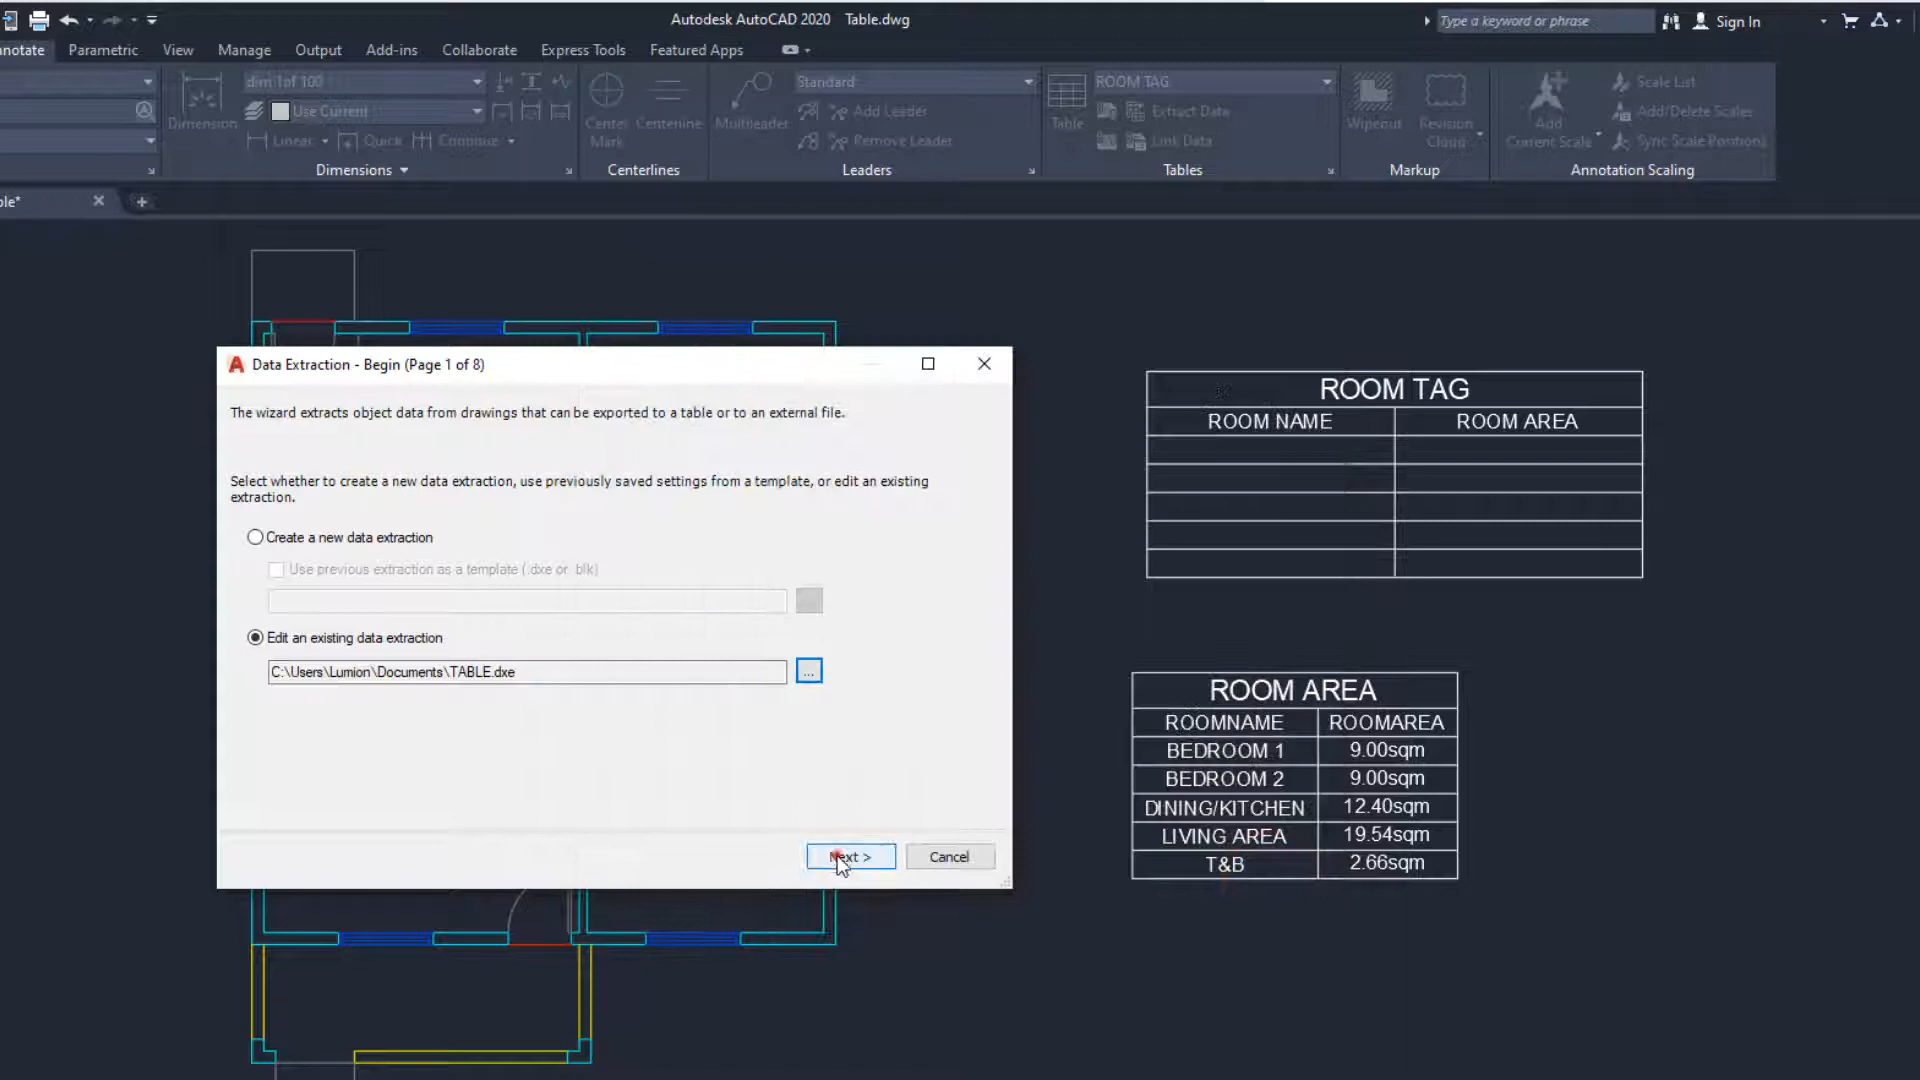 Autodesk AutoCAD 2020 Table.dwg
Type a keyword or phrase
Sign In
nnotate Parametric View Manage Output Add-ins Collaborate Express Tools Featured Apps
dim 1of 100
Use Current
Dimension
Linear Quick Continue
Dimensions
Center Mark
Centerline
Centerlines
Multileader
Standard
Add Leader
Remove Leader
Leaders
Table
ROOM TAG
Extract Data
Link Data
Tables
Wipeout
Revision Cloud
Markup
Add Current Scale
Scale List
Add/Delete Scales
Sync Scale Positions
Annotation Scaling
ble*
Data Extraction - Begin (Page 1 of 8)
The wizard extracts object data from drawings that can be exported to a table or to an external file.
Select whether to create a new data extraction, use previously saved settings from a template, or edit an existing
extraction.
Create a new data extraction
Use previous extraction as a template (.dxe or .blk)
Edit an existing data extraction
C:\Users\Lumion\Documents\TABLE.dxe
...
Next >
Cancel
ROOM TAG
ROOM NAME ROOM AREA
ROOM AREA
ROOMNAME ROOMAREA
BEDROOM 1 9.00sqm
BEDROOM 2 9.00sqm
DINING/KITCHEN 12.40sqm
LIVING AREA 19.54sqm
T&B 2.66sqm